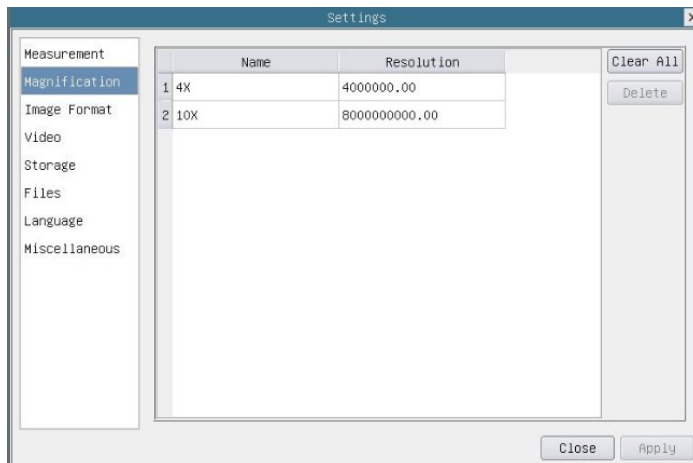 Settings
Measurement
Magnification
Image Format
Video
Storage
Files
Language
Miscellaneous
Name Resolution
1 4X 4000000.00
2 10X 8000000000.00
Clear All
Delete
Close Apply